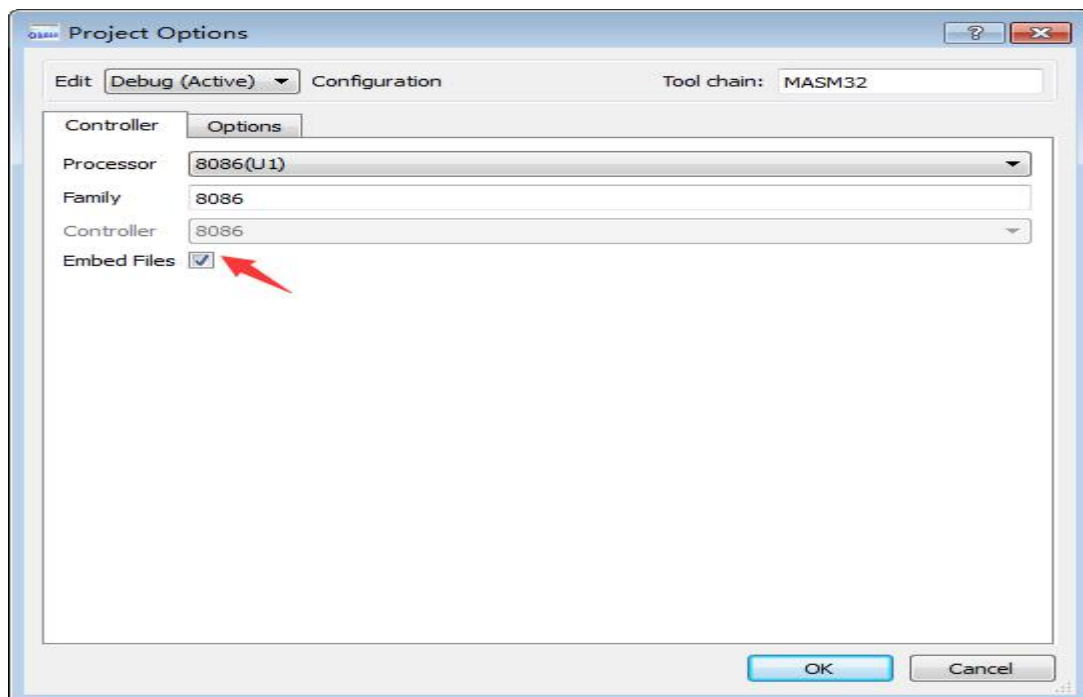 Project Options
Edit Debug (Active) Configuration Tool chain: MASM32
Controller Options
Processor 8086(U1)
Family 8086
Controller 8086
Embed Files
OK Cancel